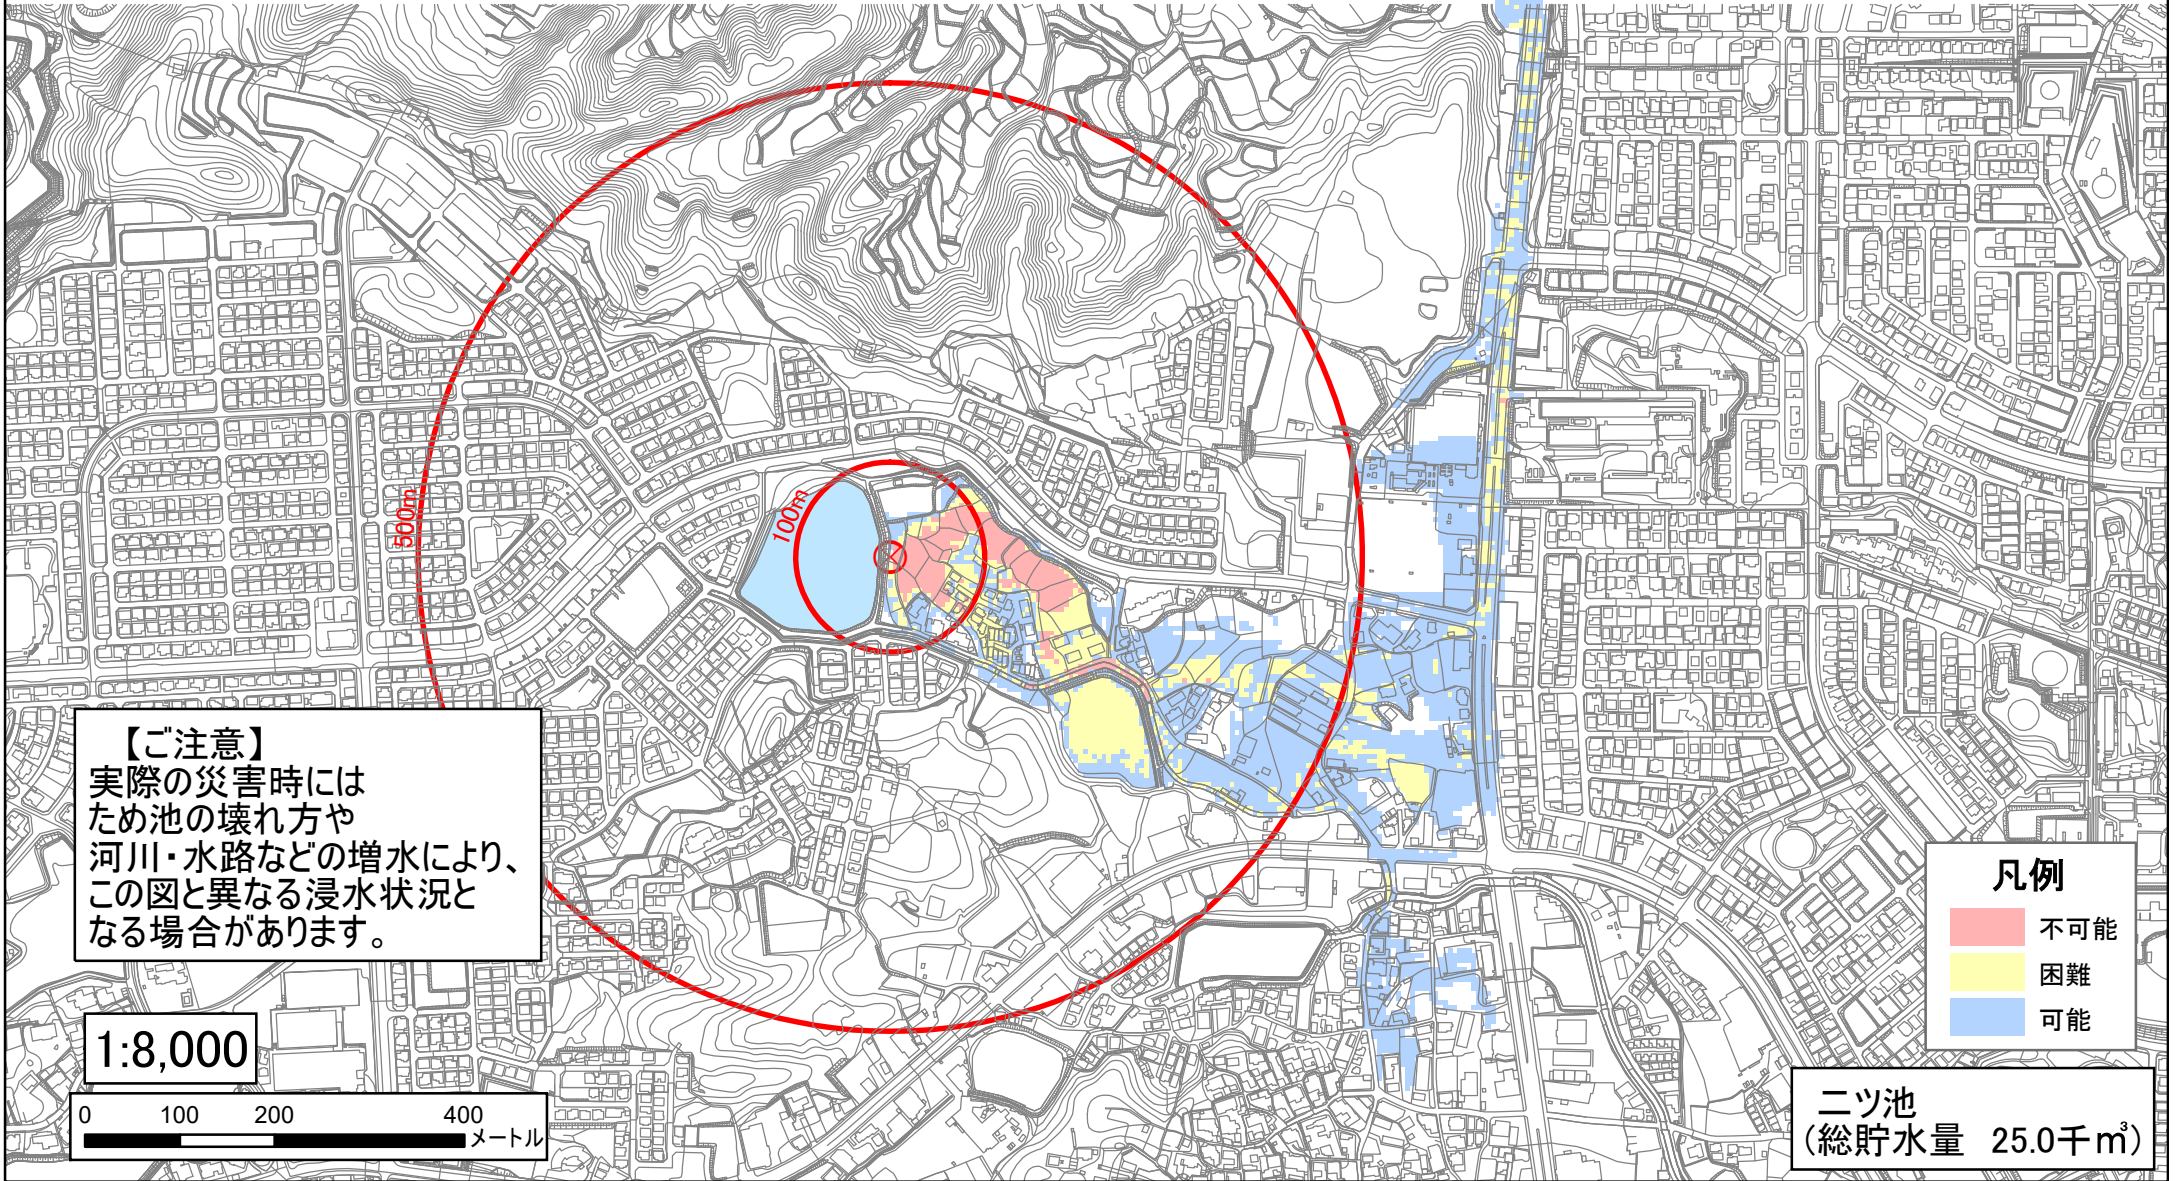 500m
100m
【ご注意】
実際の災害時には
ため池の壊れ方や
河川・水路などの増水により、
この図と異なる浸水状況と
なる場合があります。
1:8,000
0 100 200 400
メートル
凡例
不可能
困難
可能
二ツ池
(総貯水量 25.0千㎥)